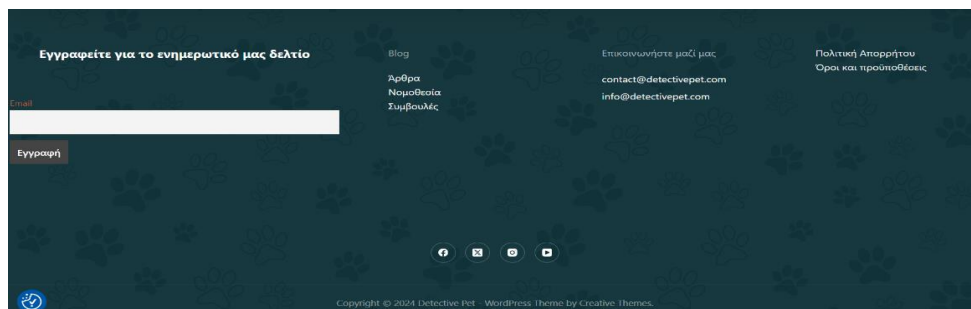 Εγγραφείτε για το ενημερωτικό μας δελτίο
Email
Εγγραφή
Blog
Άρθρα
Νομοθεσία
Συμβουλές
Επικοινωνήστε μαζί μας
contact@detectivepet.com
info@detectivepet.com
Πολιτική Απορρήτου
Όροι και προϋποθέσεις
Copyright © 2024 Detective Pet - WordPress Theme by Creative Themes.